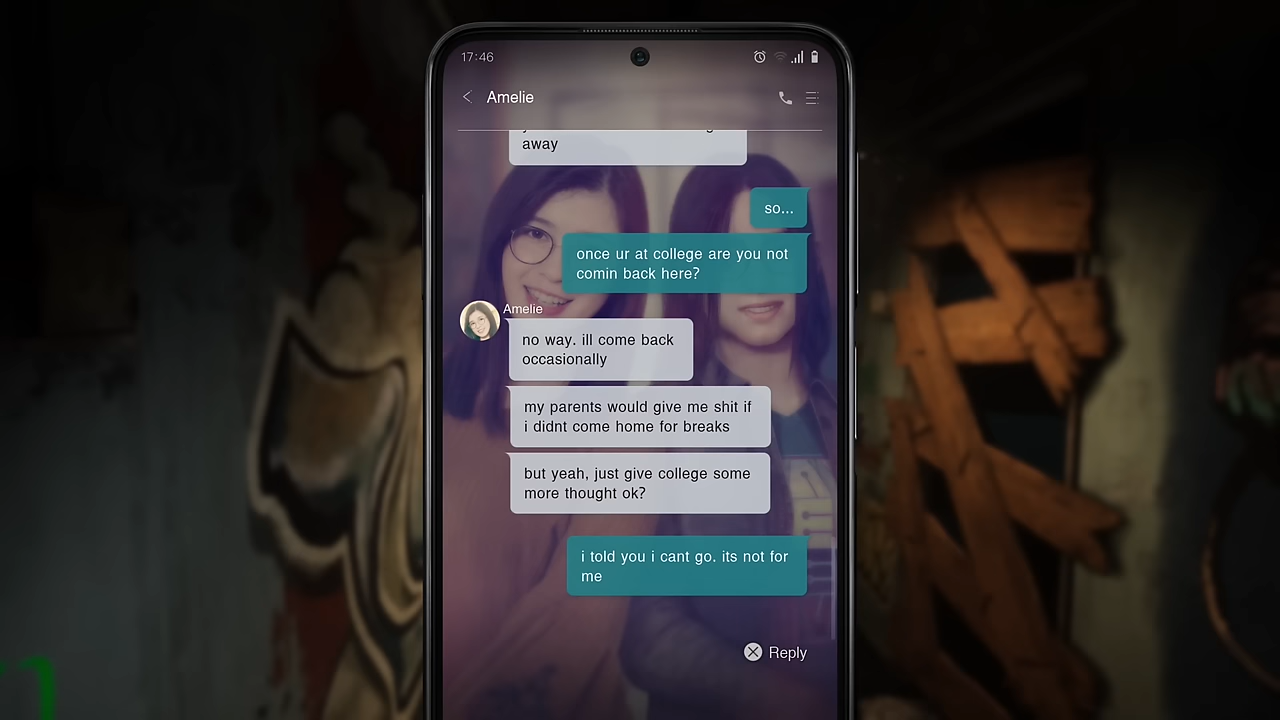 17:46
Amelie
away
so...
once ur at college are you not
comin back here?
Amelie
no way. ill come back
occasionally
my parents would give me shit if
i didnt come home for breaks
but yeah, just give college some
more thought ok?
i told you i cant go. its not for
me
Reply